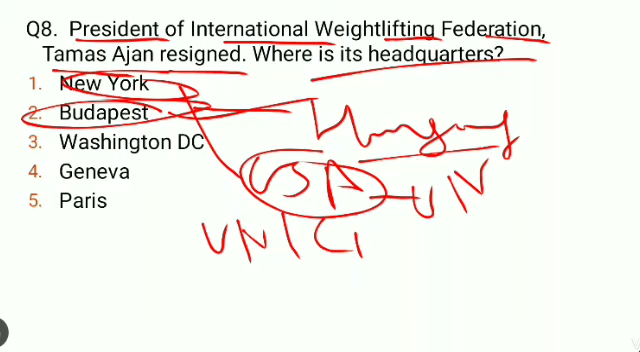 Q8. President of International Weightlifting Federation,
Tamas Ajan resigned. Where is its headquarters?
1. New York
2. Budapest
Hungary
3. Washington DC
4. Geneva
USA - UN
5. Paris